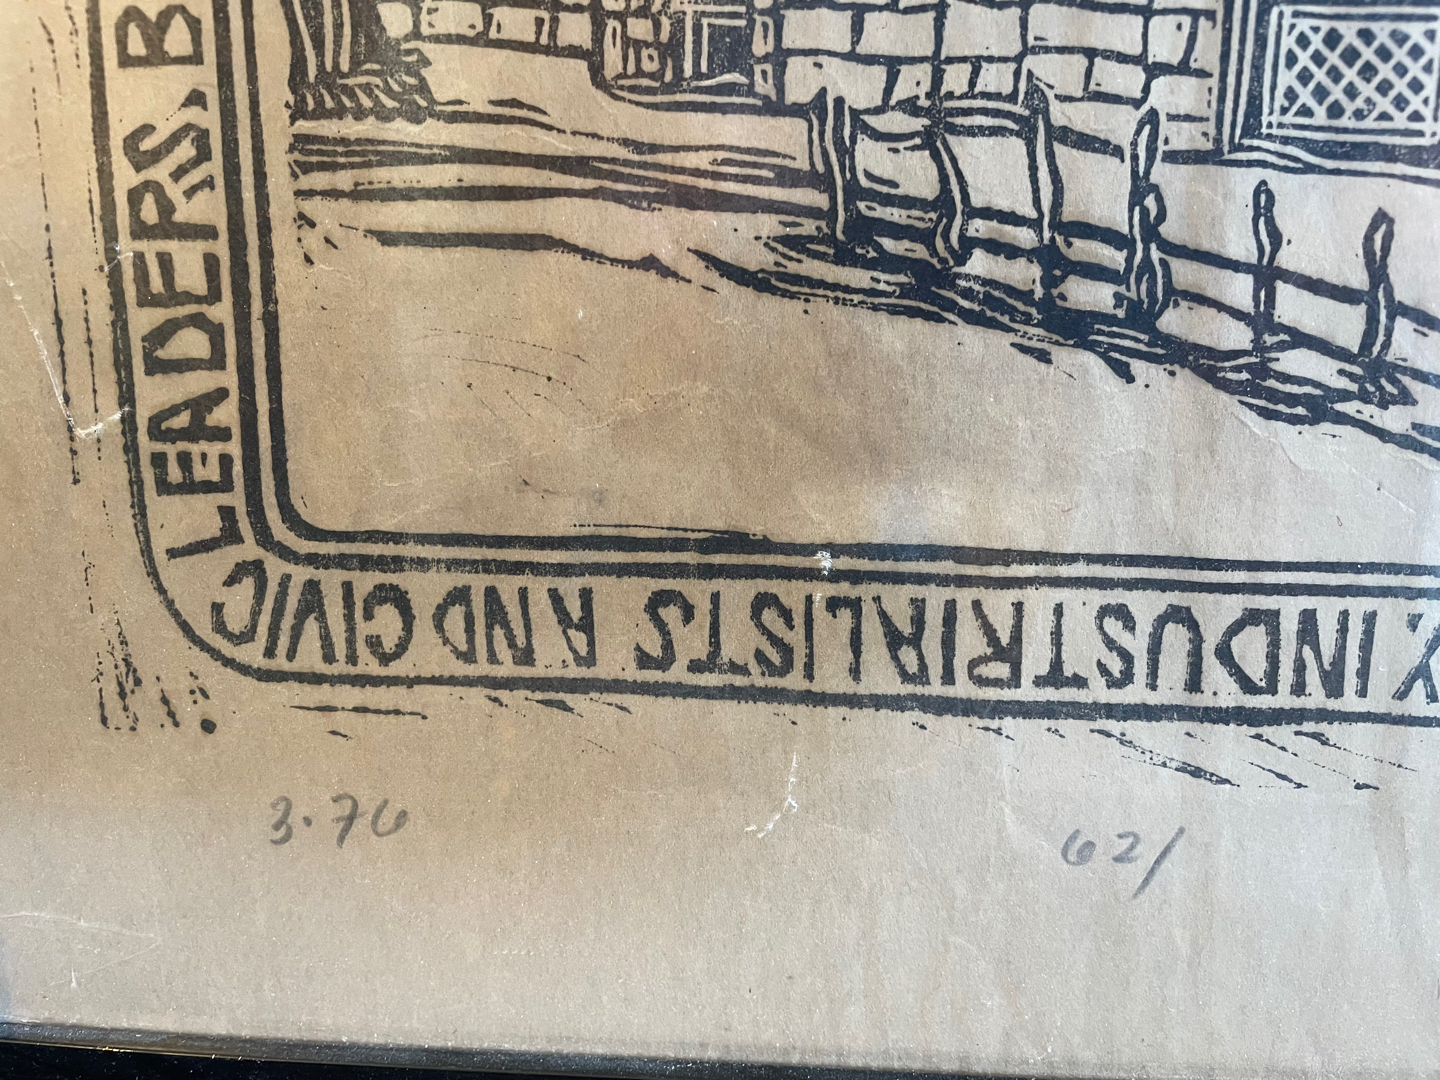 Y, INDUSTRIALISTS AND CIVIC
LEADERS, B
3.76
62/